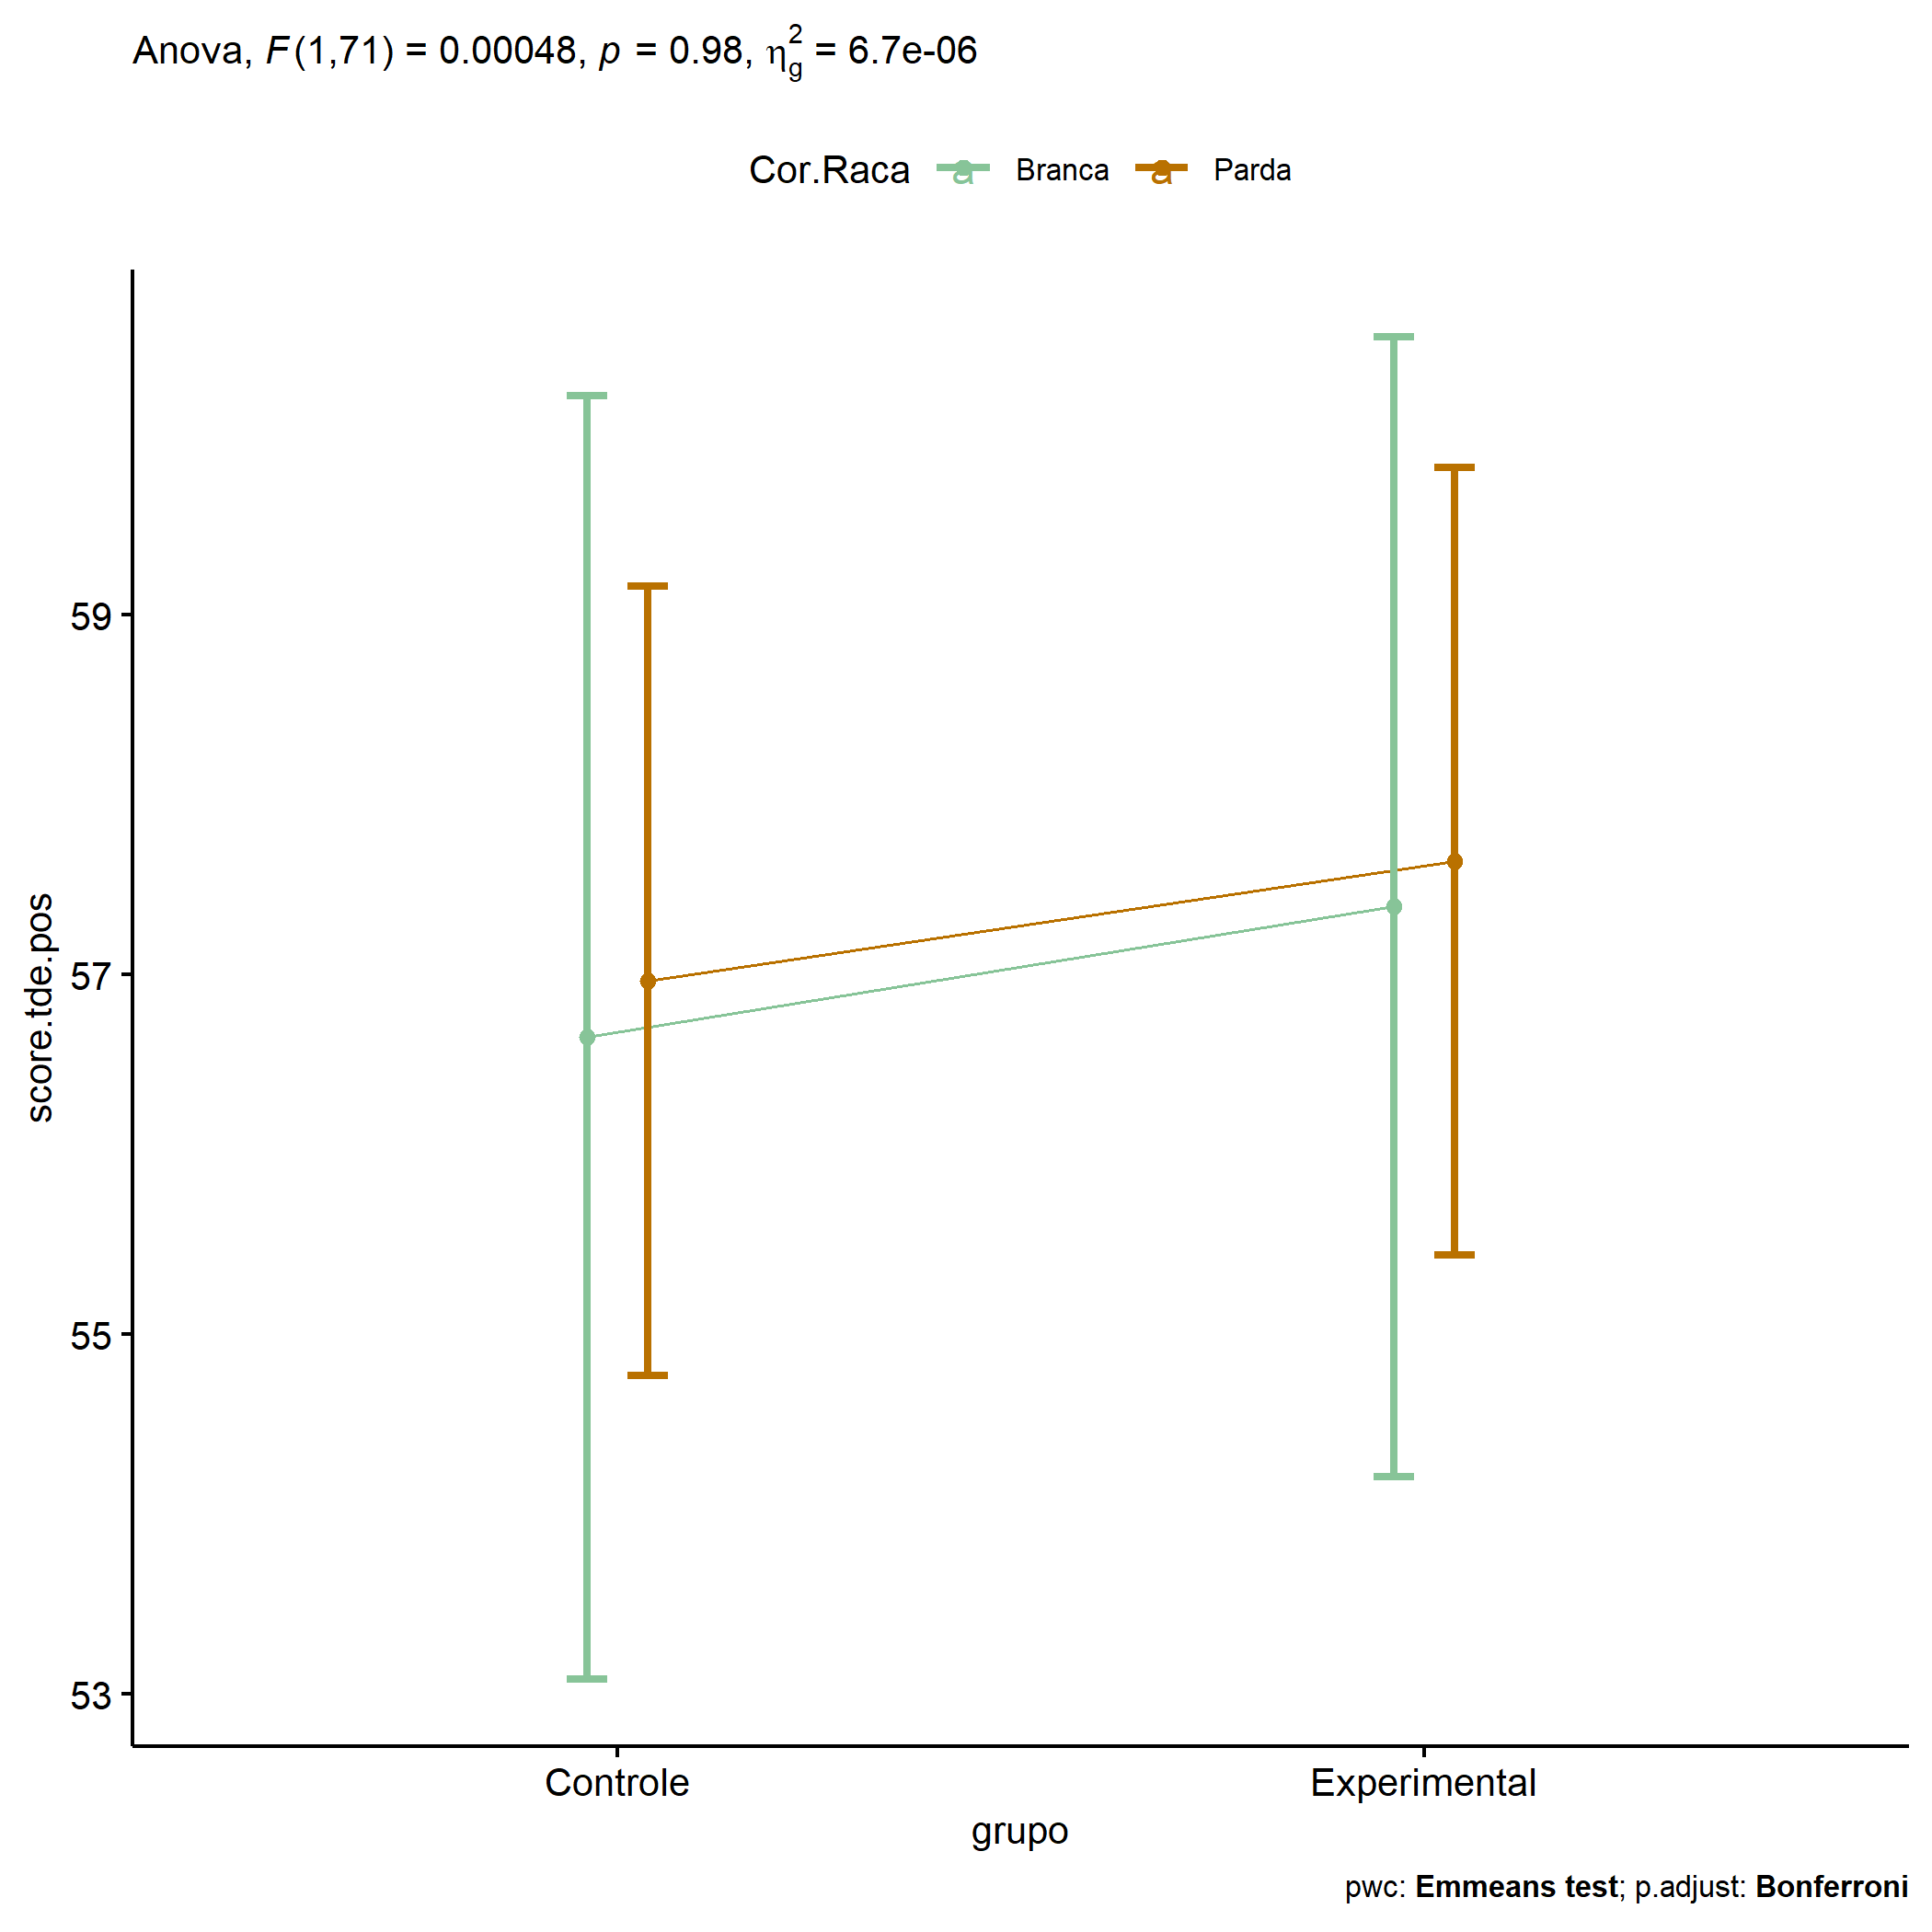 Anova, F(1,71) = 0.00048, p = 0.98, η²g = 6.7e-06
Cor.Raca a Branca a Parda
59
57
55
53
score.tde.pos
Controle Experimental
grupo
pwc: Emmeans test; p.adjust: Bonferroni